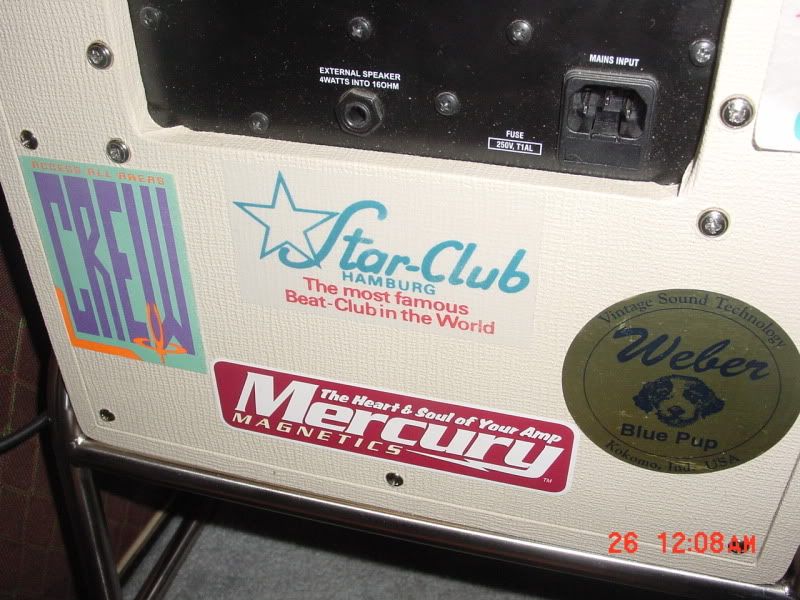 EXTERNAL SPEAKER
4WATTS INTO 16OHM
MAINS INPUT
FUSE
250V, T1AL
ACCESS ALL AREAS
CREW
Star-Club
HAMBURG
The most famous
Beat-Club in the World
The Heart & Soul of Your Amp
Mercury
MAGNETICS
TM
Vintage Sound Technology
Weber
Blue Pup
Kokomo, Ind. USA
26 12:08AM